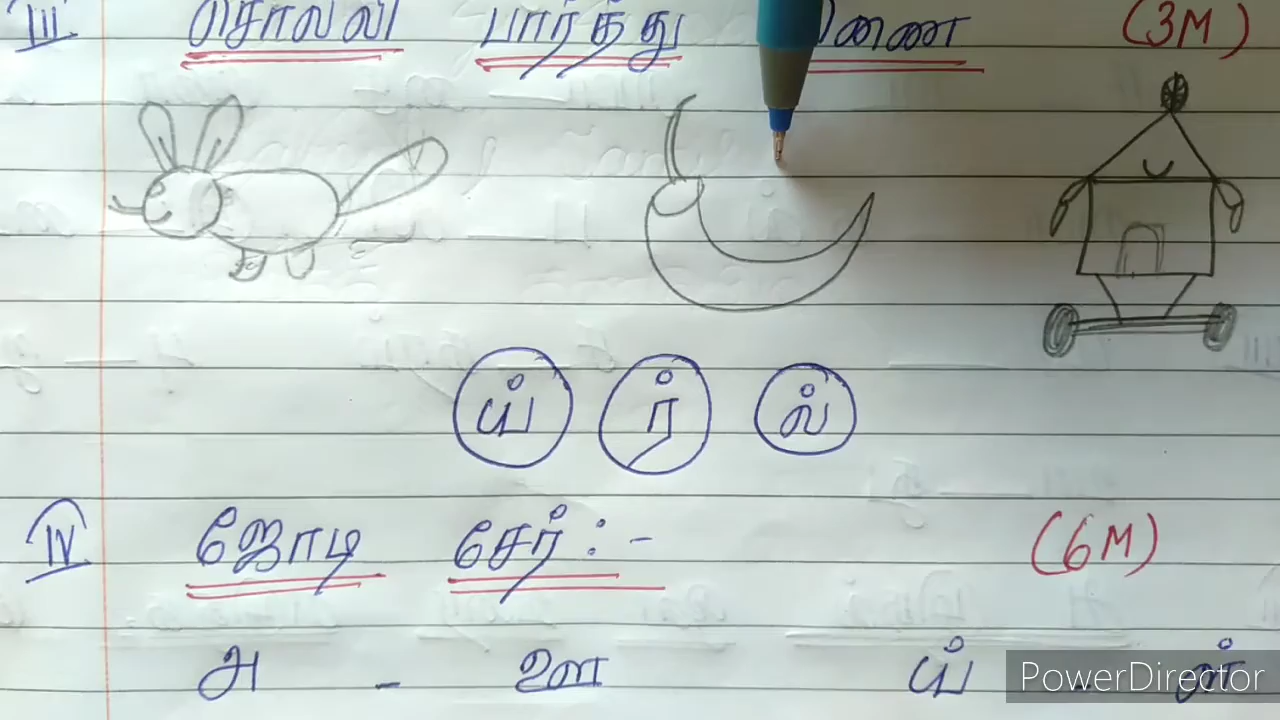 III சொல்லி பார்த்து (3M)
ய் ர் ல்
IV ஜோடி சேர் : -
(6M)
அ - ஊ ய் - ள்
PowerDirector